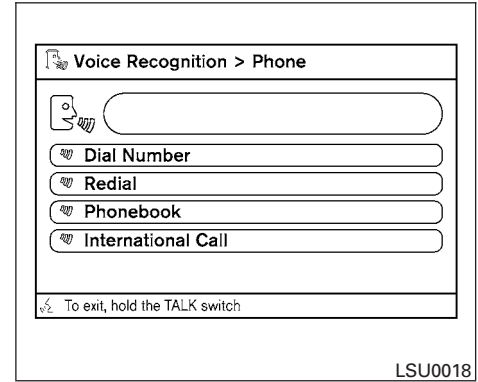 Voice Recognition > Phone
Dial Number
Redial
Phonebook
International Call
To exit, hold the TALK switch
LSU0018